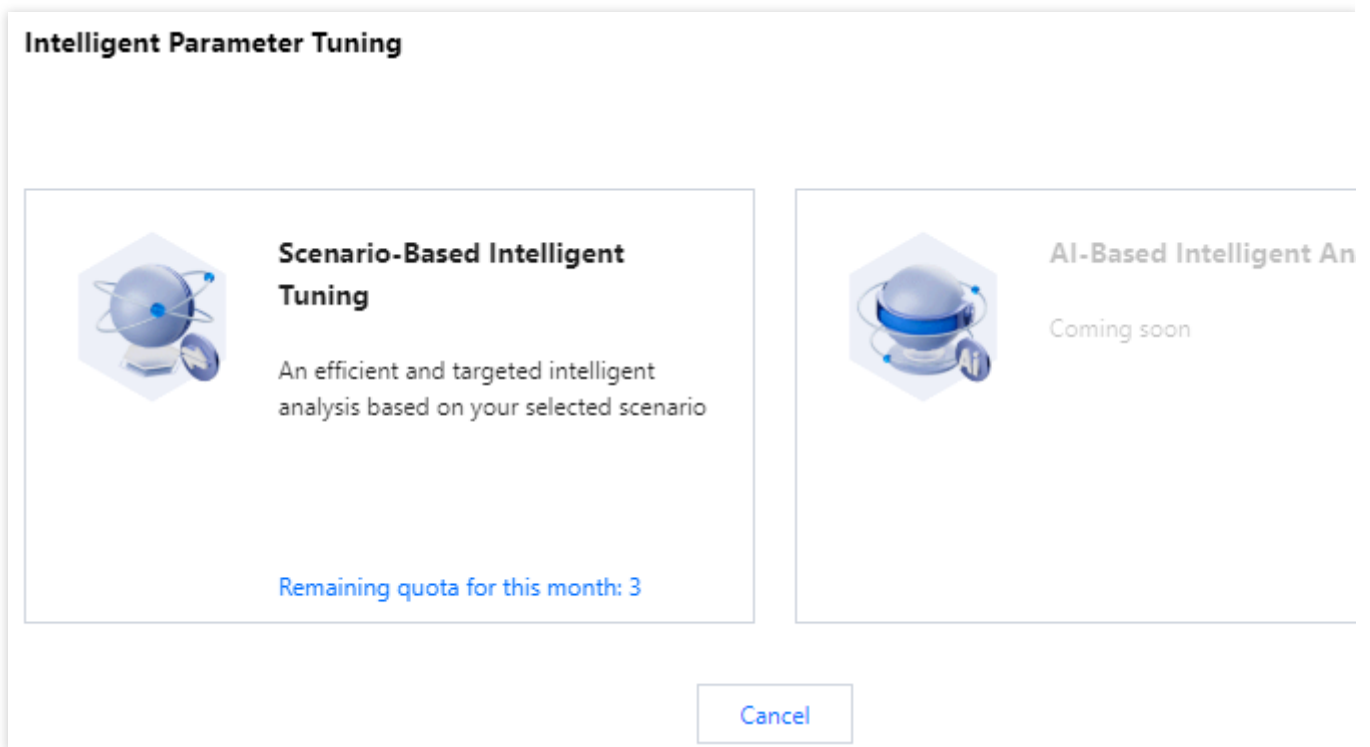 Intelligent Parameter Tuning
Scenario-Based Intelligent
Tuning
An efficient and targeted intelligent
analysis based on your selected scenario
Remaining quota for this month: 3
AI-Based Intelligent An
Coming soon
Ai
Cancel